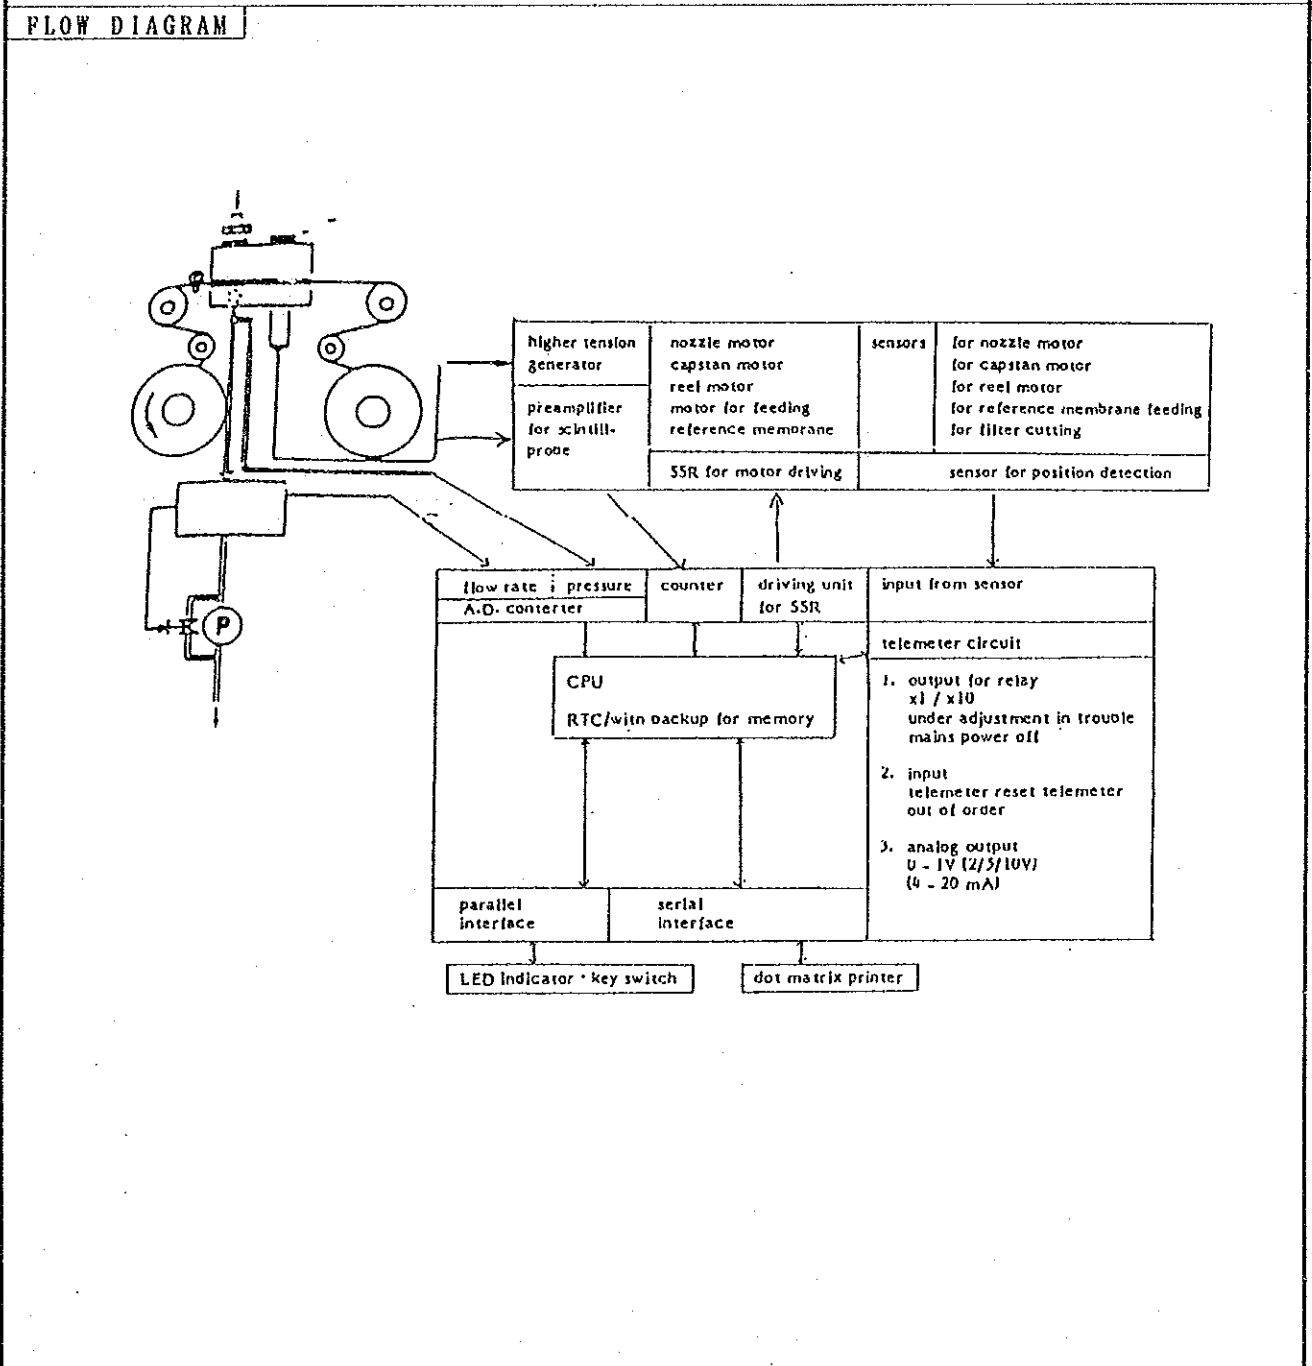 FLOW DIAGRAM
higher tension
generator
preamplifier
for scintill-
probe
nozzle motor
capstan motor
reel motor
motor for feeding
reference memrane
SSR for motor driving
sensors
for nozzle motor
for capstan motor
for reel motor
for reference membrane feeding
for filter cutting
sensor for position detection
flow rate
pressure
A.D. conterter
counter
driving unit
for SSR
input from sensor
P
telemeter circuit
CPU
RTC/with backup for memory
1. output for relay
x1 / x10
under adjustment in trouble
mains power off
2. input
telemeter reset telemeter
out of order
3. analog output
0 - 1V (2/5/10V)
(4 - 20 mA)
parallel
interface
serial
interface
LED indicator · key switch
dot matrix printer